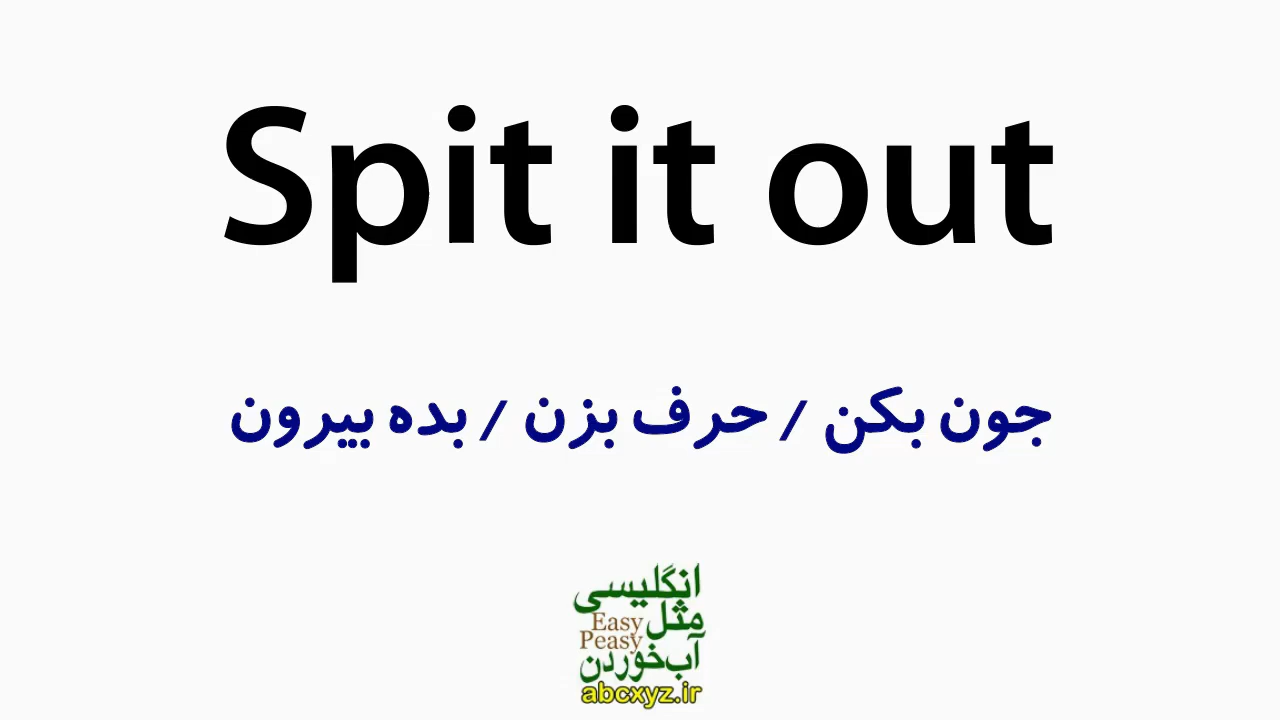 Spit it out
جون بکن / حرف بزن / بده بیرون
انگلیسی
مثل Easy
Peasy
آب‌خوردن
abcxyz.ir